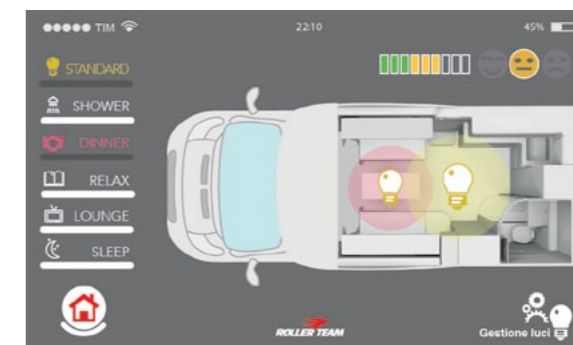 TIM 22:10 45%
STANDARD
SHOWER
DINNER
RELAX
LOUNGE
SLEEP
ROLLER TEAM
Gestione luci